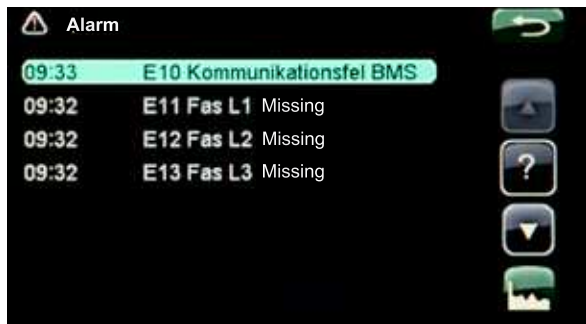 Alarm
09:33 E10 Kommunikationsfel BMS
09:32 E11 Fas L1 Missing
09:32 E12 Fas L2 Missing
09:32 E13 Fas L3 Missing
?